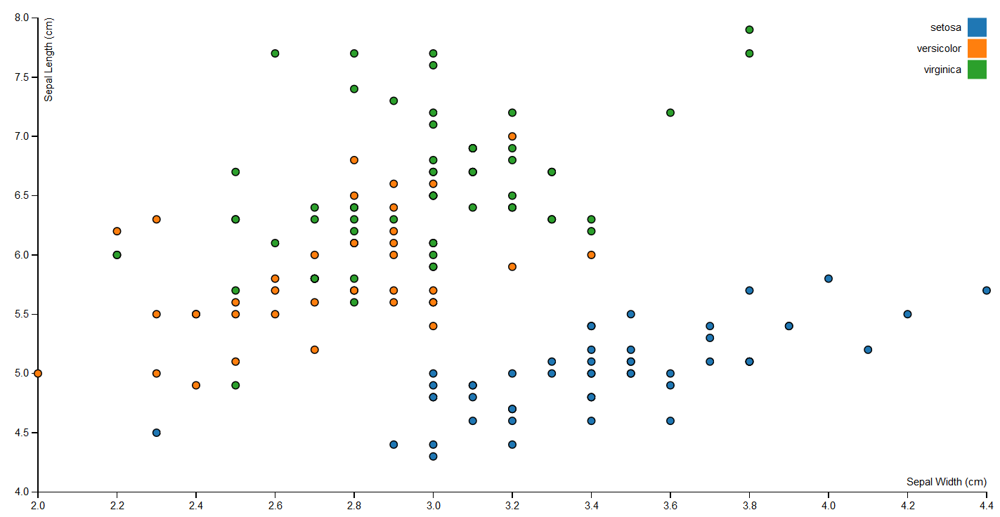 8.0
7.5
7.0
6.5
6.0
5.5
5.0
4.5
4.0
Sepal Length (cm)
setosa
versicolor
virginica
Sepal Width (cm)
2.0 2.2 2.4 2.6 2.8 3.0 3.2 3.4 3.6 3.8 4.0 4.2 4.4